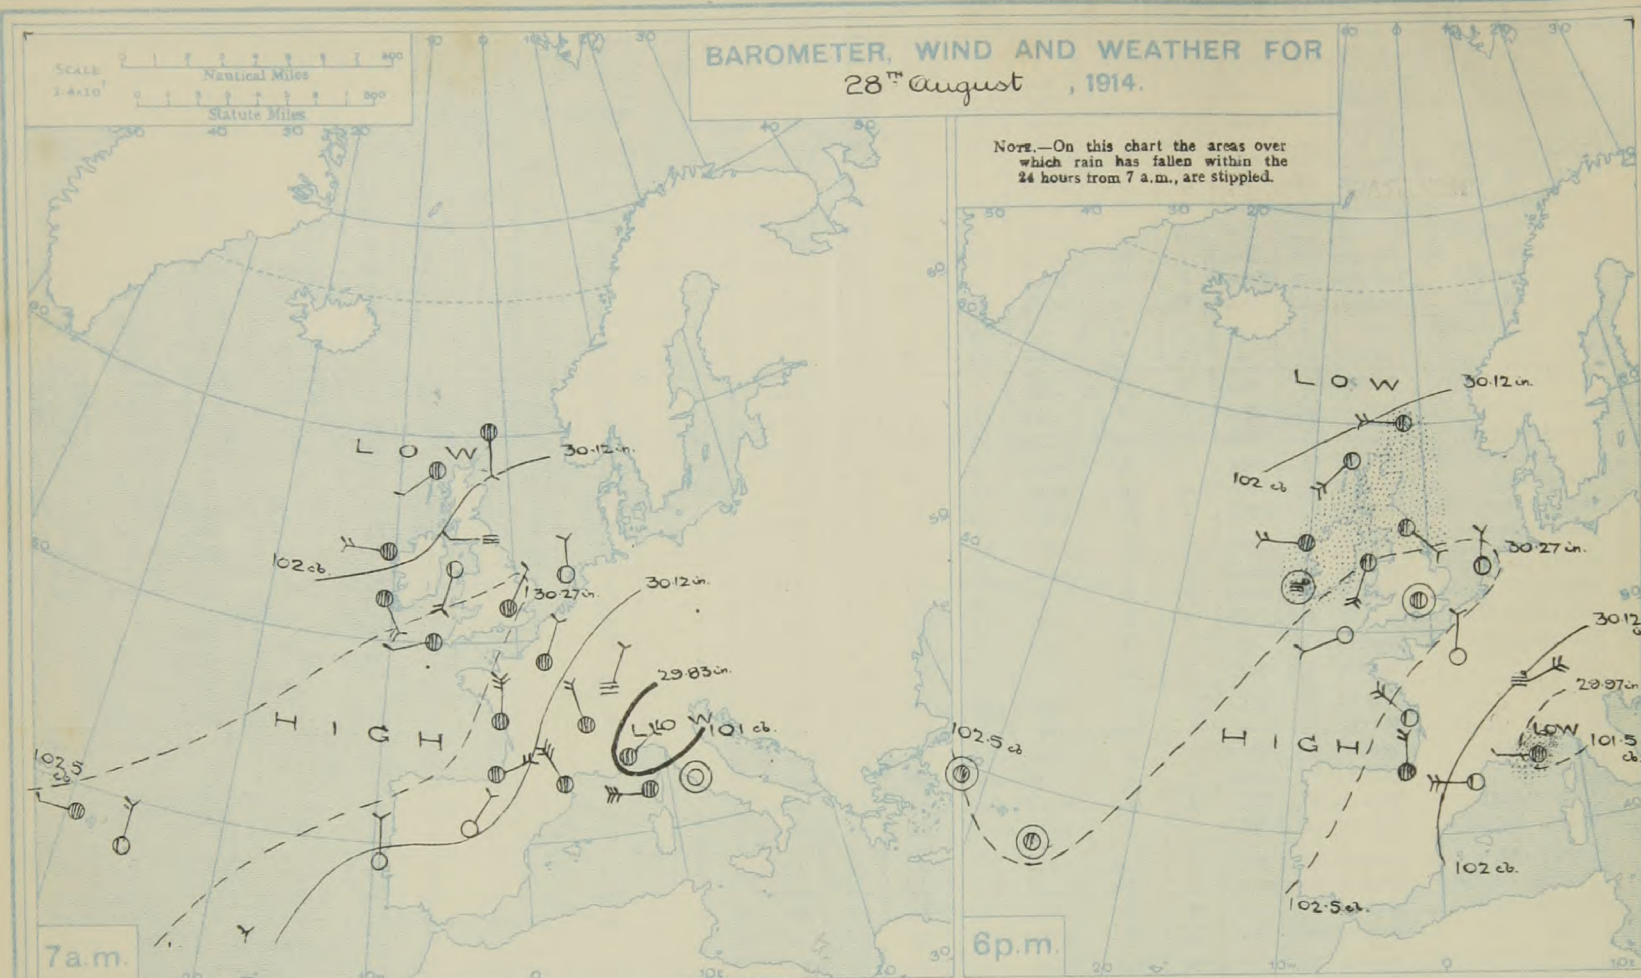 BAROMETER, WIND AND WEATHER FOR
28TH August , 1914.
NOTE.—On this chart the areas over
which rain has fallen within the
24 hours from 7 a.m., are stippled.
SCALE
Nautical Miles
Statute Miles
LOW
30.12 in.
102 cb
30.27 in.
30.12 in.
29.83 in.
LOW
101 cb.
HIGH
102.5
cb
7a.m.
LOW
30.12 in.
102 cb
30.27 in.
30.12
29.97 in
LOW
101.5
cb.
102.5 cb
HIGH
102 cb.
102.5 cb.
6p.m.